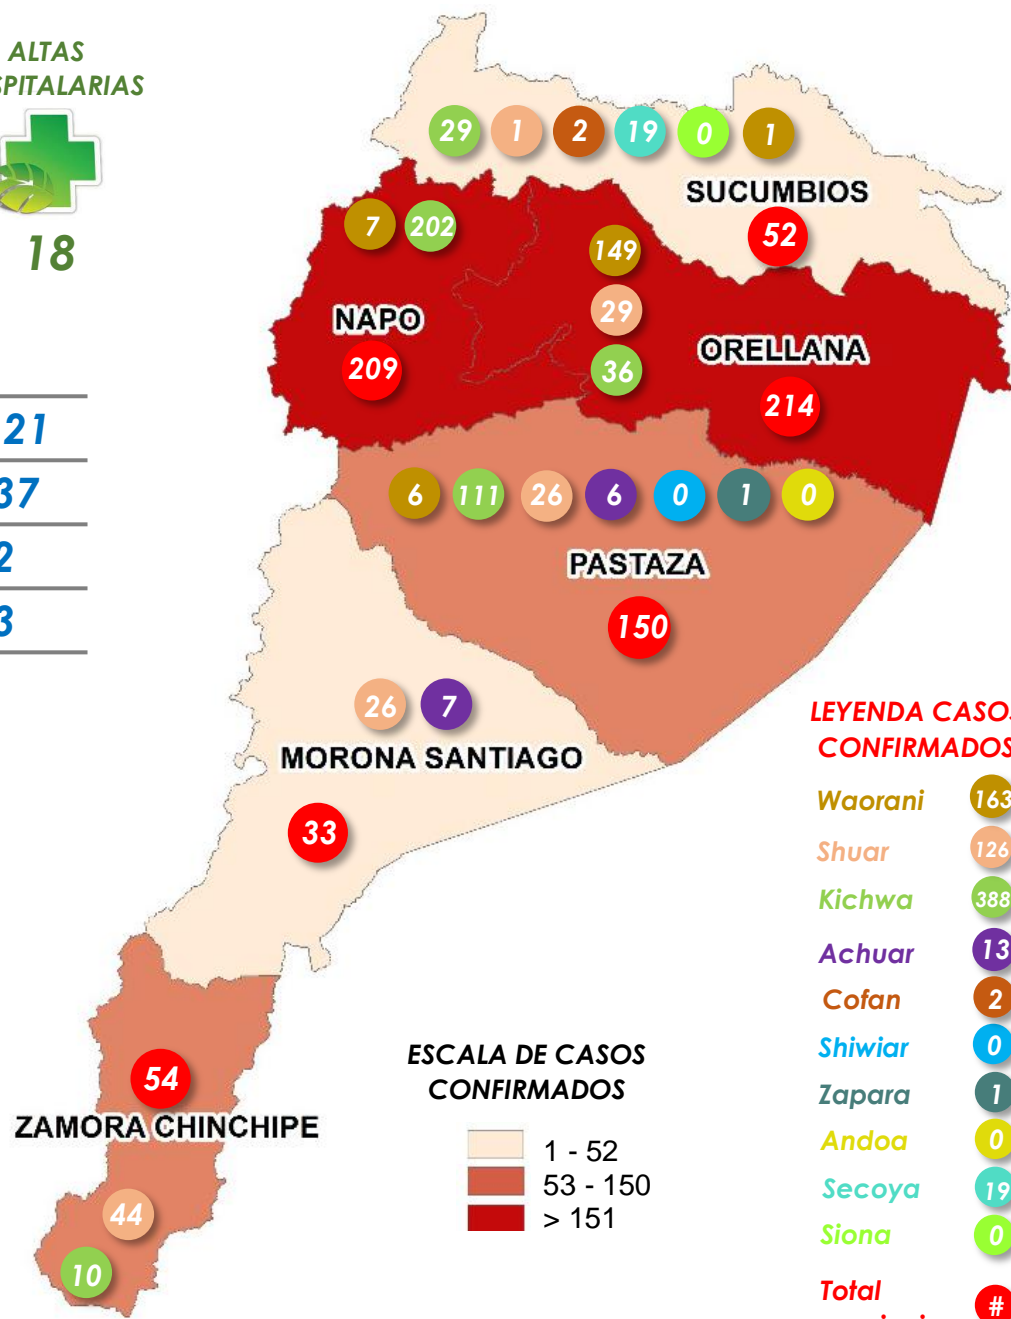 ALTAS
SPITALARIAS
18
21
37
2
3
29 1 2 19 0 1
SUCUMBIOS
52
7 202
NAPO
209
149
29
36
ORELLANA
214
6 111 26 6 0 1 0
PASTAZA
150
26 7
MORONA SANTIAGO
33
54
ZAMORA CHINCHIPE
44
10
ESCALA DE CASOS
CONFIRMADOS
1 - 52
53 - 150
> 151
LEYENDA CASOS
CONFIRMADOS
Waorani 163
Shuar 126
Kichwa 388
Achuar 13
Cofan 2
Shiwiar 0
Zapara 1
Andoa 0
Secoya 19
Siona 0
Total
#